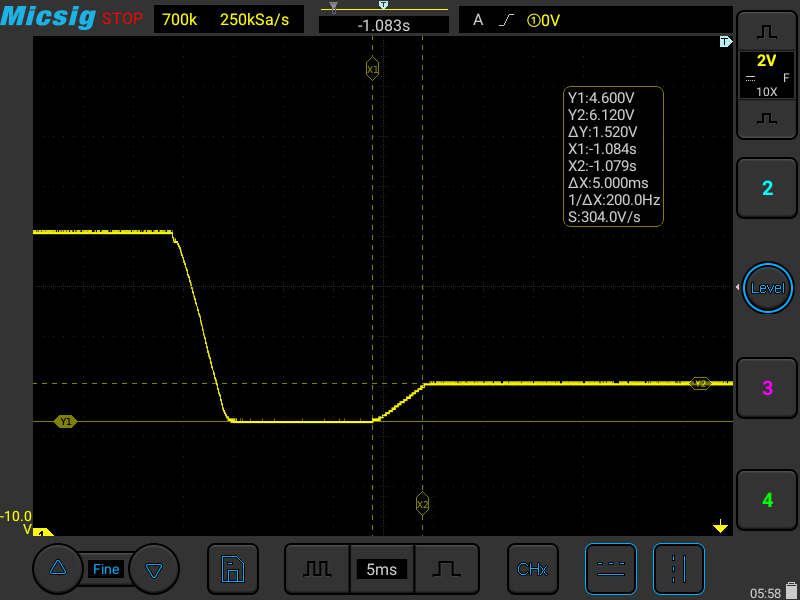 Micsig STOP 700k 250kSa/s -1.083s A ①0V
T
T
X1
2V
F
10X
Y1:4.600V
Y2:6.120V
ΔY:1.520V
X1:-1.084s
X2:-1.079s
ΔX:5.000ms
1/ΔX:200.0Hz
S:304.0V/s
2
Level
Y2
3
Y1
X2
4
-10.0
V
1
Fine 5ms CHx
05:58